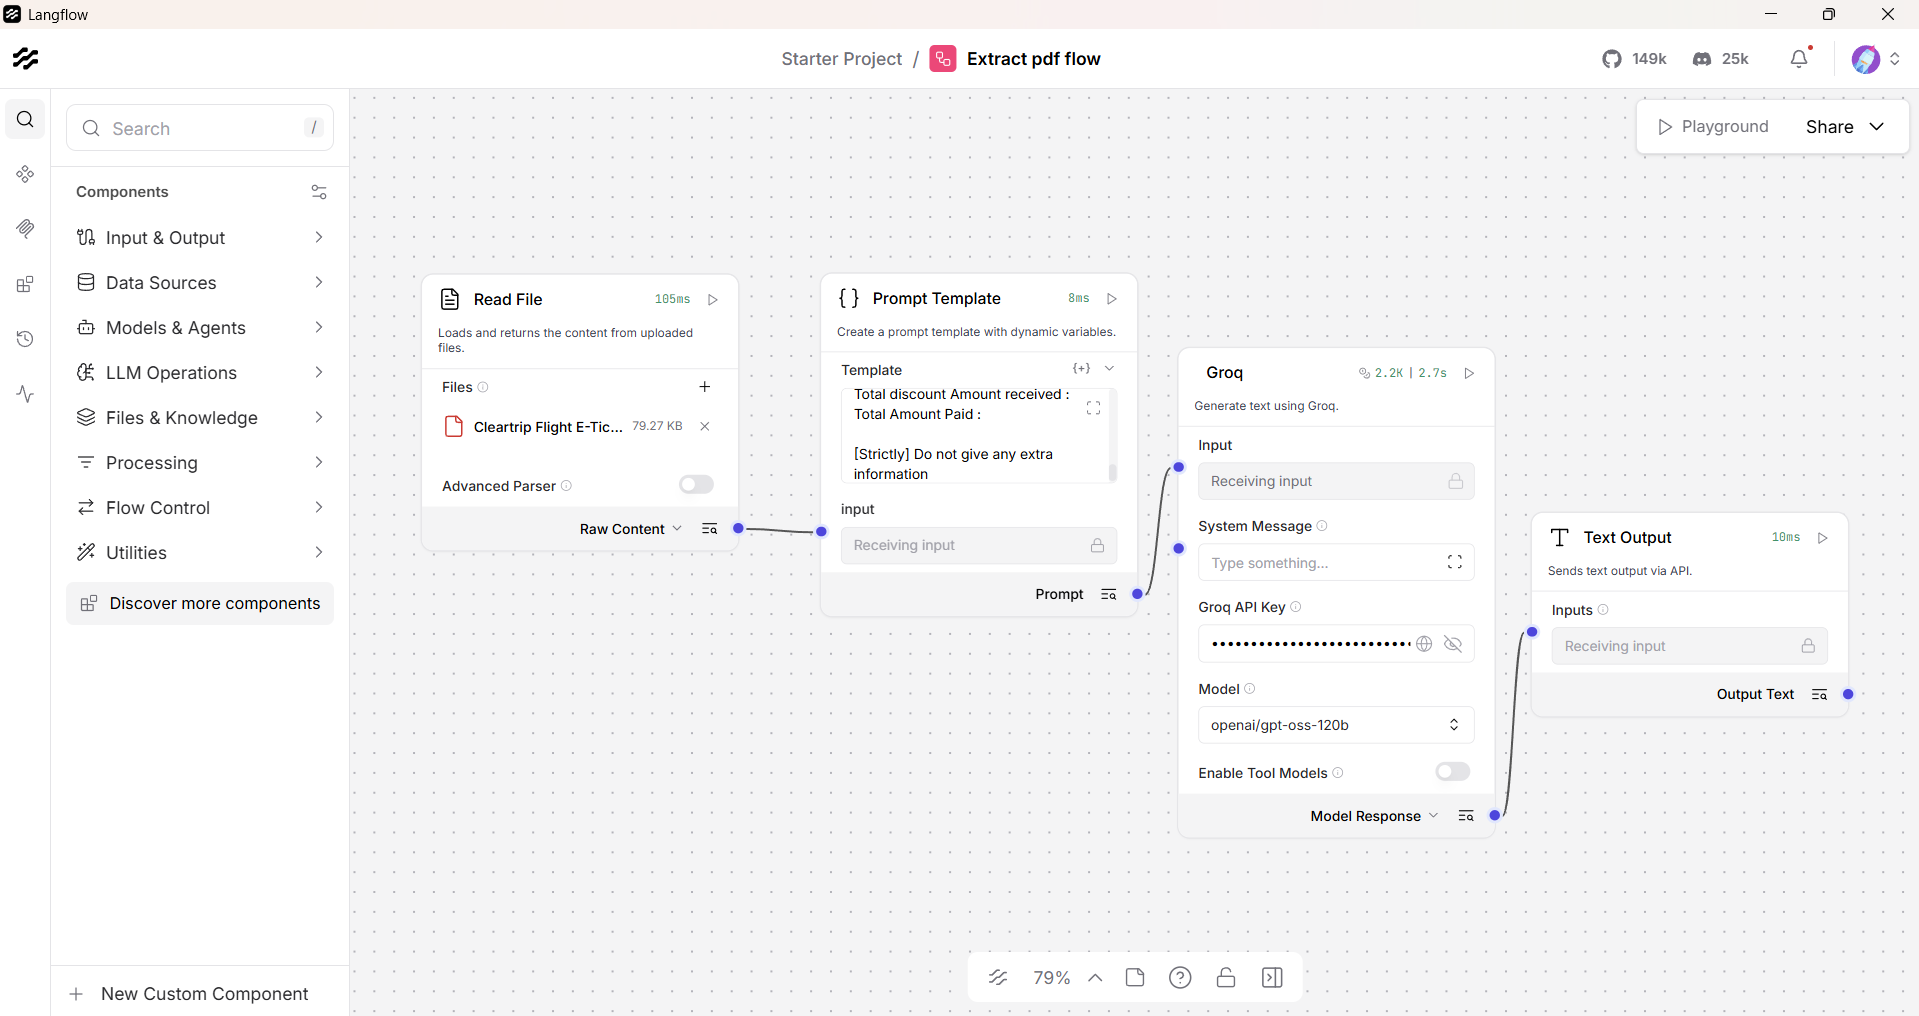 Langflow
Starter Project / Extract pdf flow
149k
25k
Search
/
Components
Input & Output
Data Sources
Models & Agents
LLM Operations
Files & Knowledge
Processing
Flow Control
Utilities
Discover more components
New Custom Component
Playground
Share
Read File
105ms
Loads and returns the content from uploaded
files.
Files
Cleartrip Flight E-Tic... 79.27 KB
Advanced Parser
Raw Content
Prompt Template
8ms
Create a prompt template with dynamic variables.
Template
{+}
Total discount Amount received :
Total Amount Paid :
[Strictly] Do not give any extra
information
input
Receiving input
Prompt
Groq
2.2K | 2.7s
Generate text using Groq.
Input
Receiving input
System Message
Type something...
Groq API Key
Model
openai/gpt-oss-120b
Enable Tool Models
Model Response
Text Output
10ms
Sends text output via API.
Inputs
Receiving input
Output Text
79%